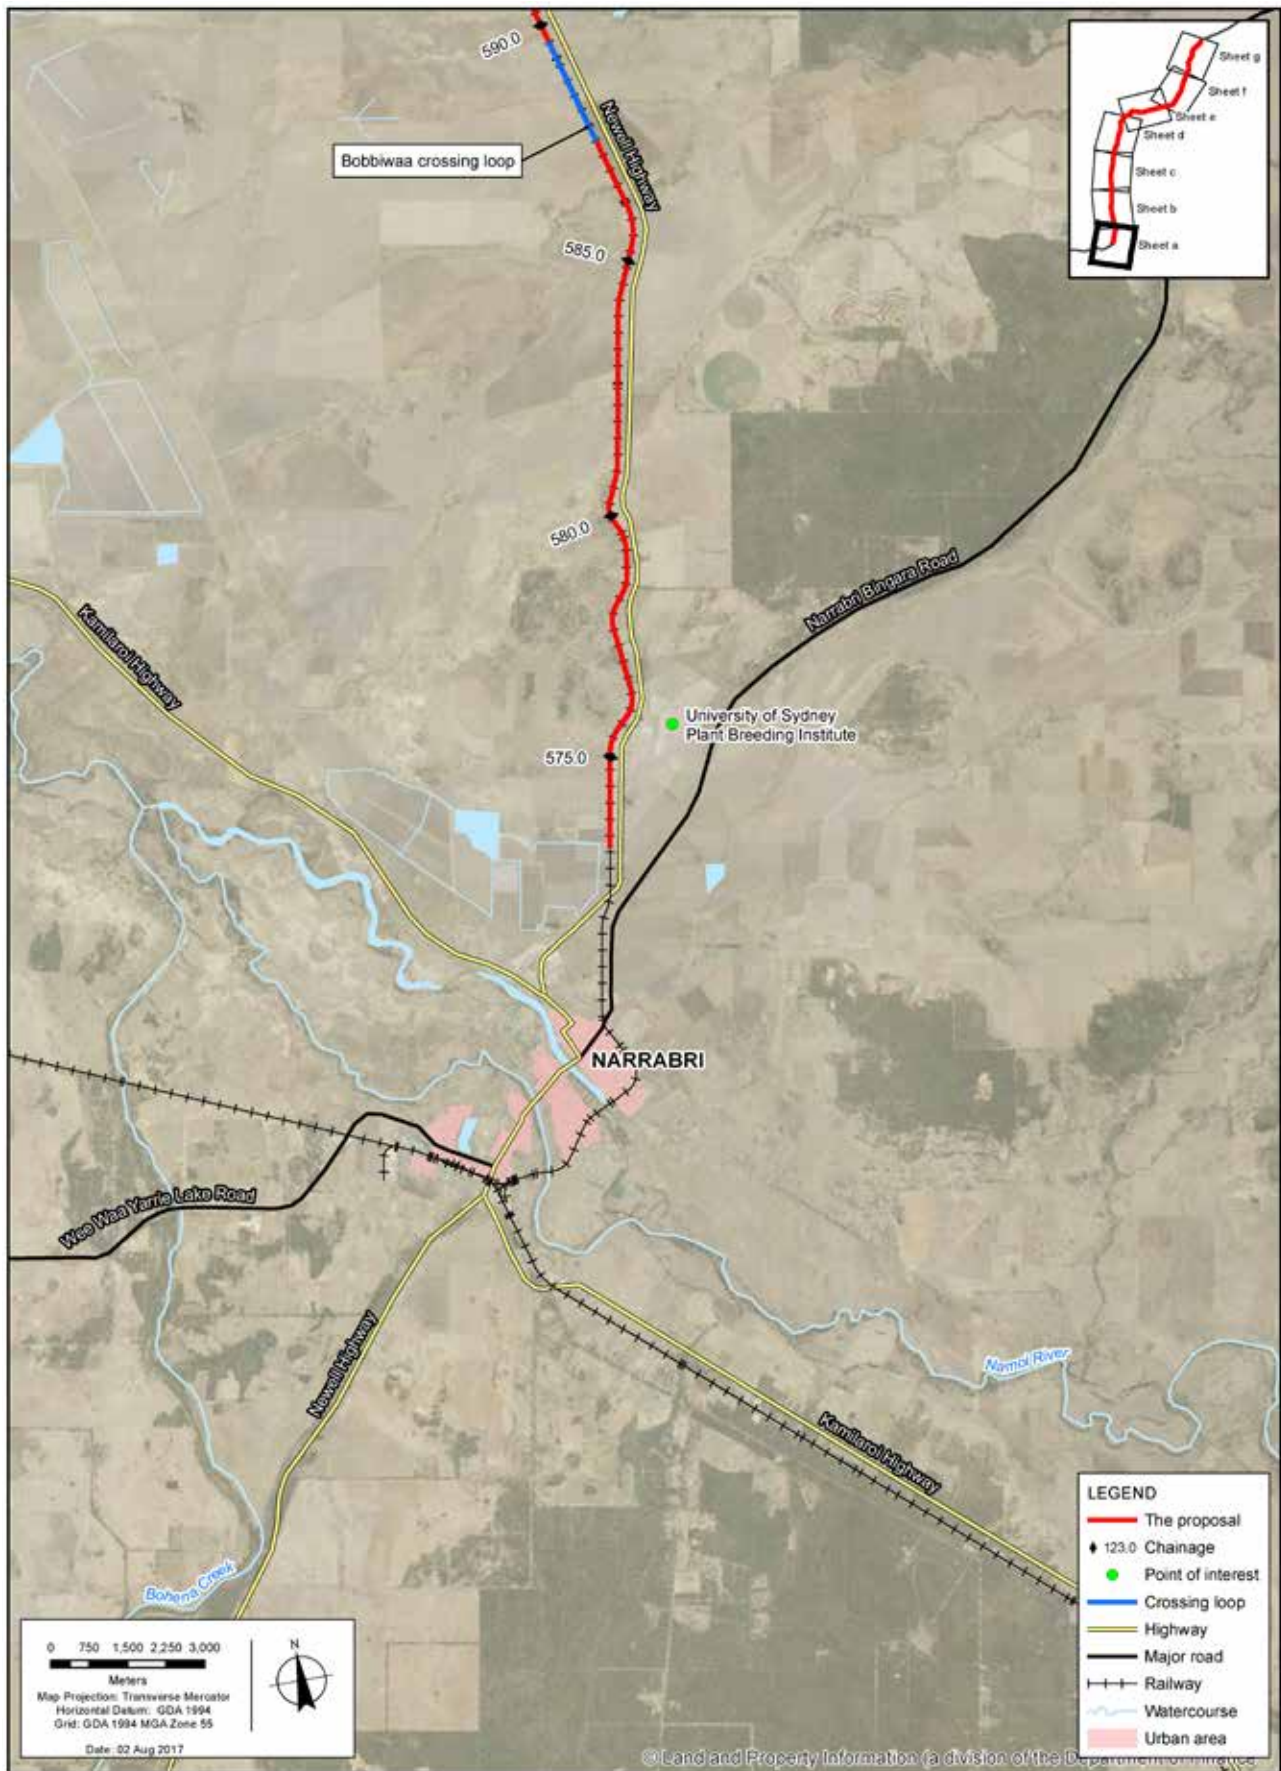 590.0
Newell Highway
Bobbiwaa crossing loop
585.0
Sheet g
Sheet f
Sheet e
Sheet d
Sheet c
Sheet b
Sheet a
580.0
Narrabri Bingara Road
Kamilaroi Highway
University of Sydney
Plant Breeding Institute
575.0
NARRABRI
Wee Waa Yarrie Lake Road
Newell Highway
Namoi River
Kamilaroi Highway
Bohena Creek
LEGEND
The proposal
123.0 Chainage
Point of interest
Crossing loop
Highway
Major road
Railway
Watercourse
Urban area
0 750 1,500 2,250 3,000
Meters
Map Projection: Transverse Mercator
Horizontal Datum: GDA 1994
Grid: GDA 1994 MGA Zone 55
Date: 02 Aug 2017
N
© Land and Property Information (a division of the Department of Finance